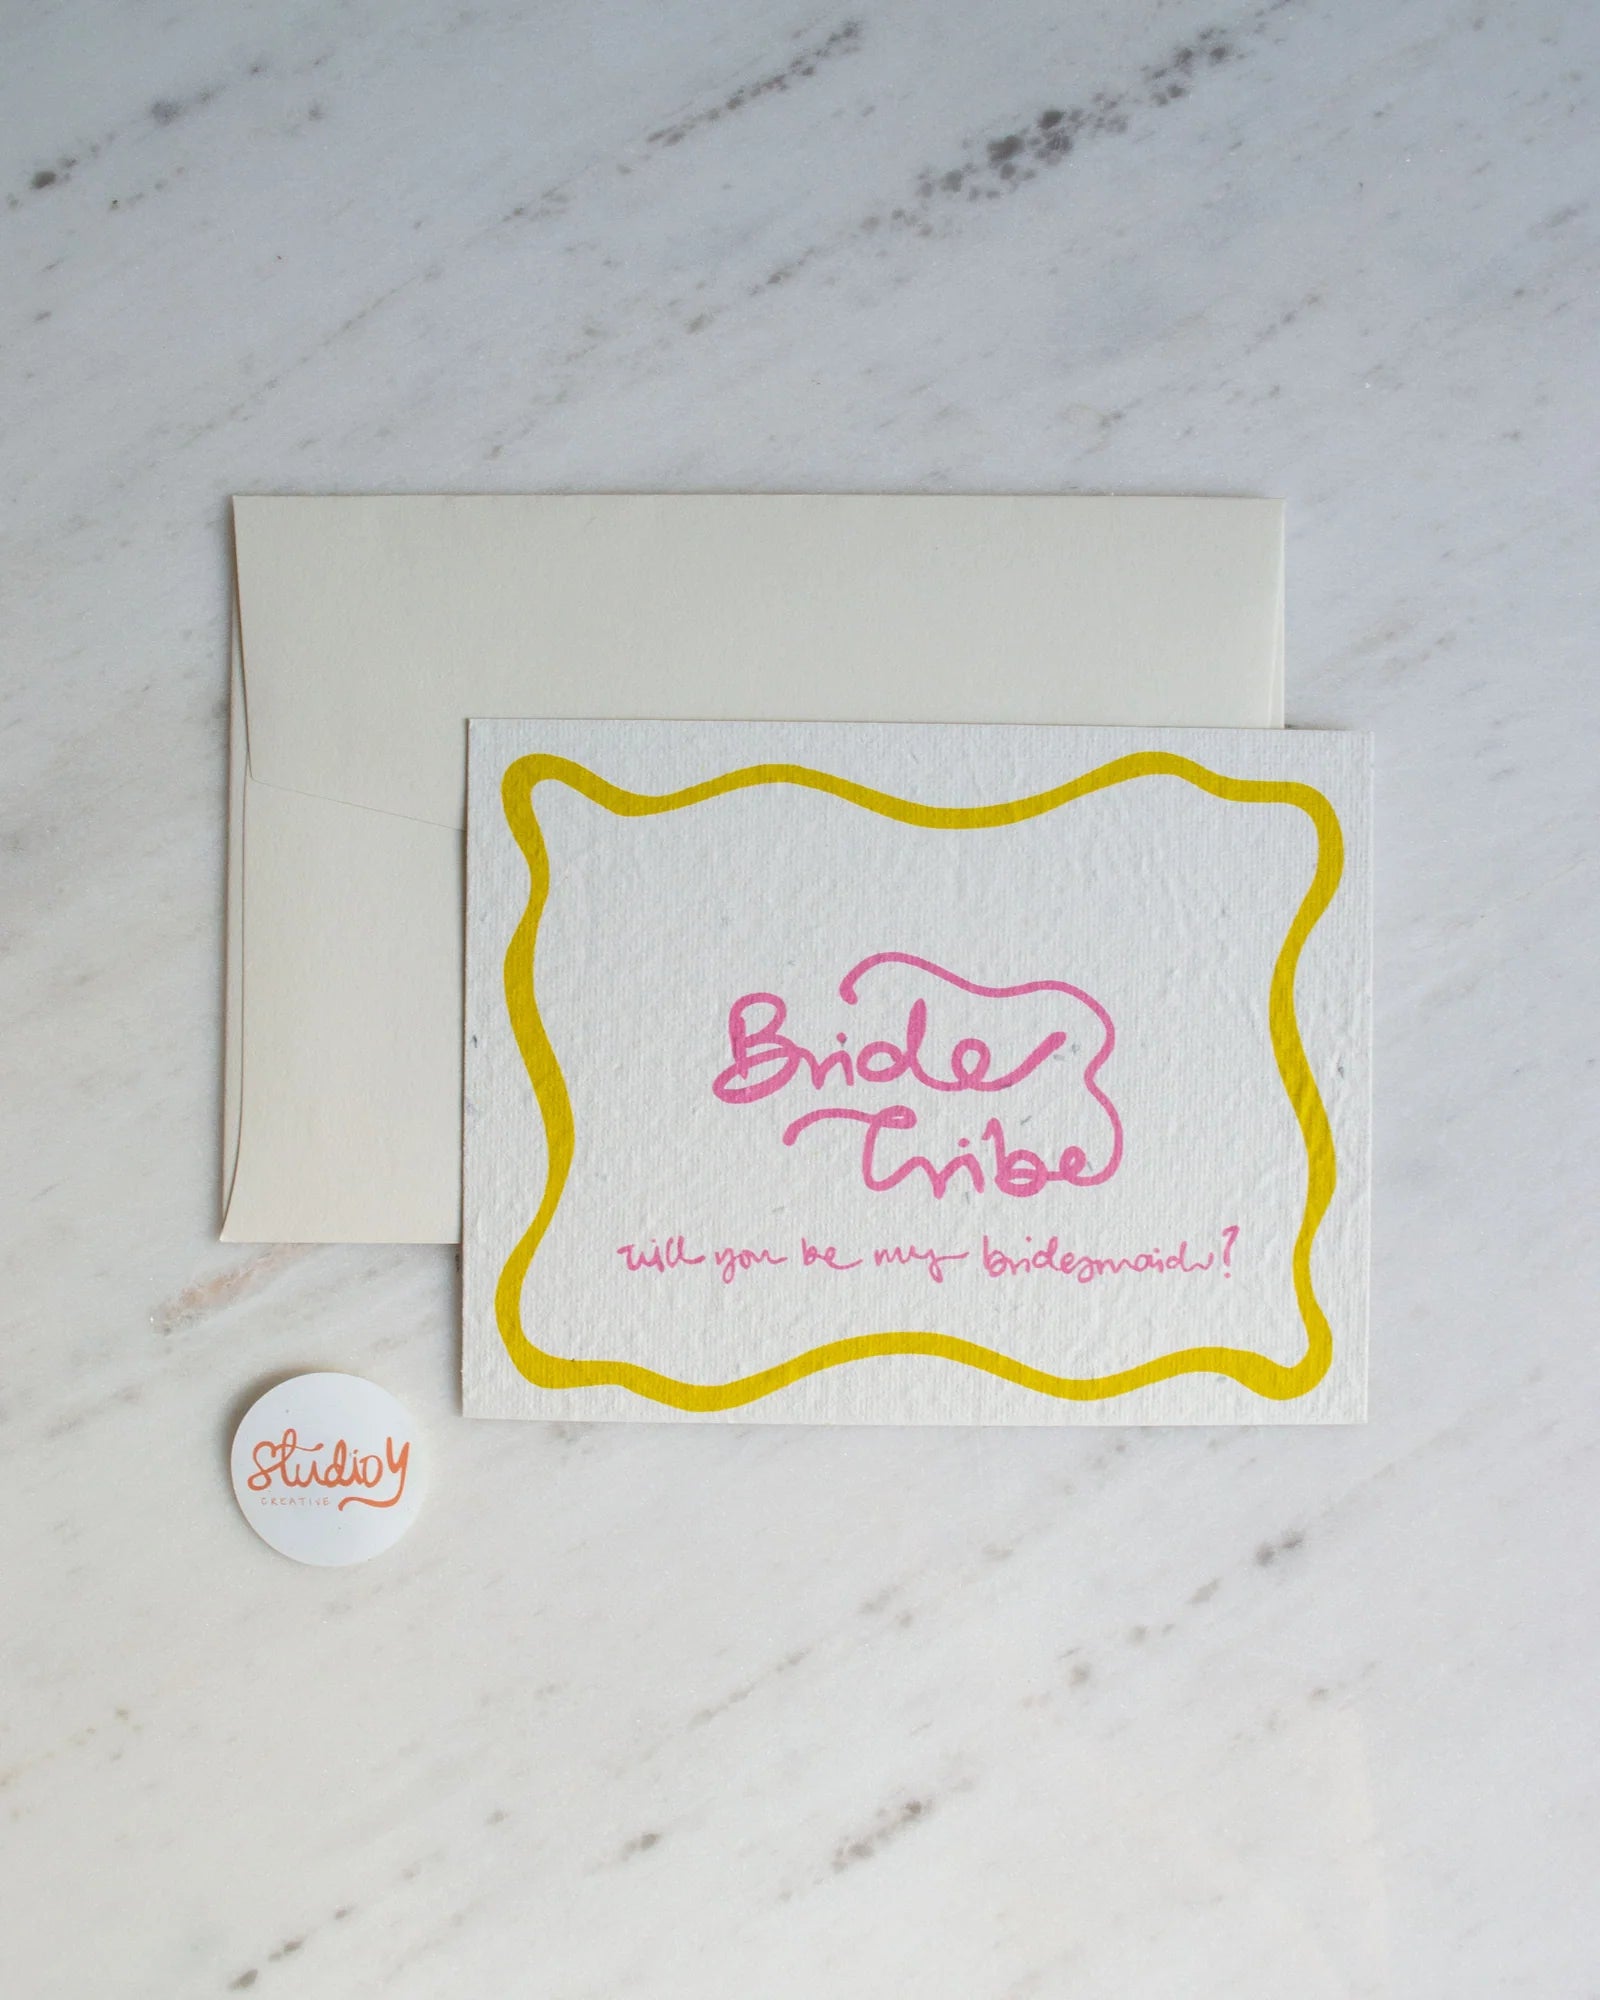 Bride
Tribe
will you be my bridesmaid?
studio y
CREATIVE